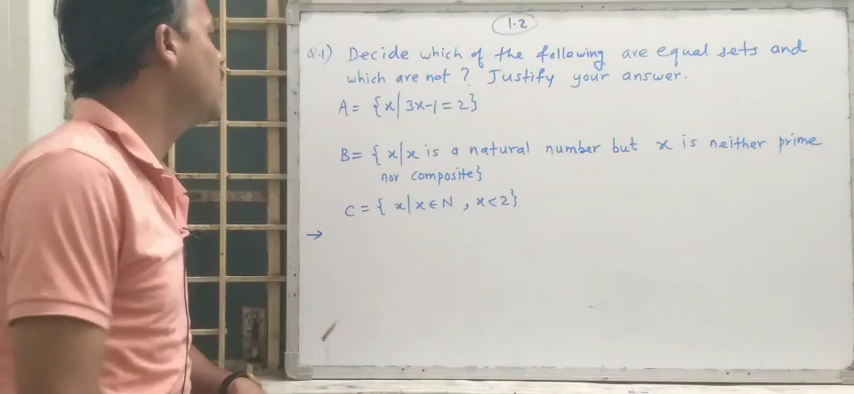 1.2
Q.1) Decide which of the following are equal sets and
which are not ? Justify your answer.
A = {x | 3x-1 = 2}
B = {x | x is a natural number but x is neither prime
nor composite}
C = {x | x ∈ N , x < 2}
→